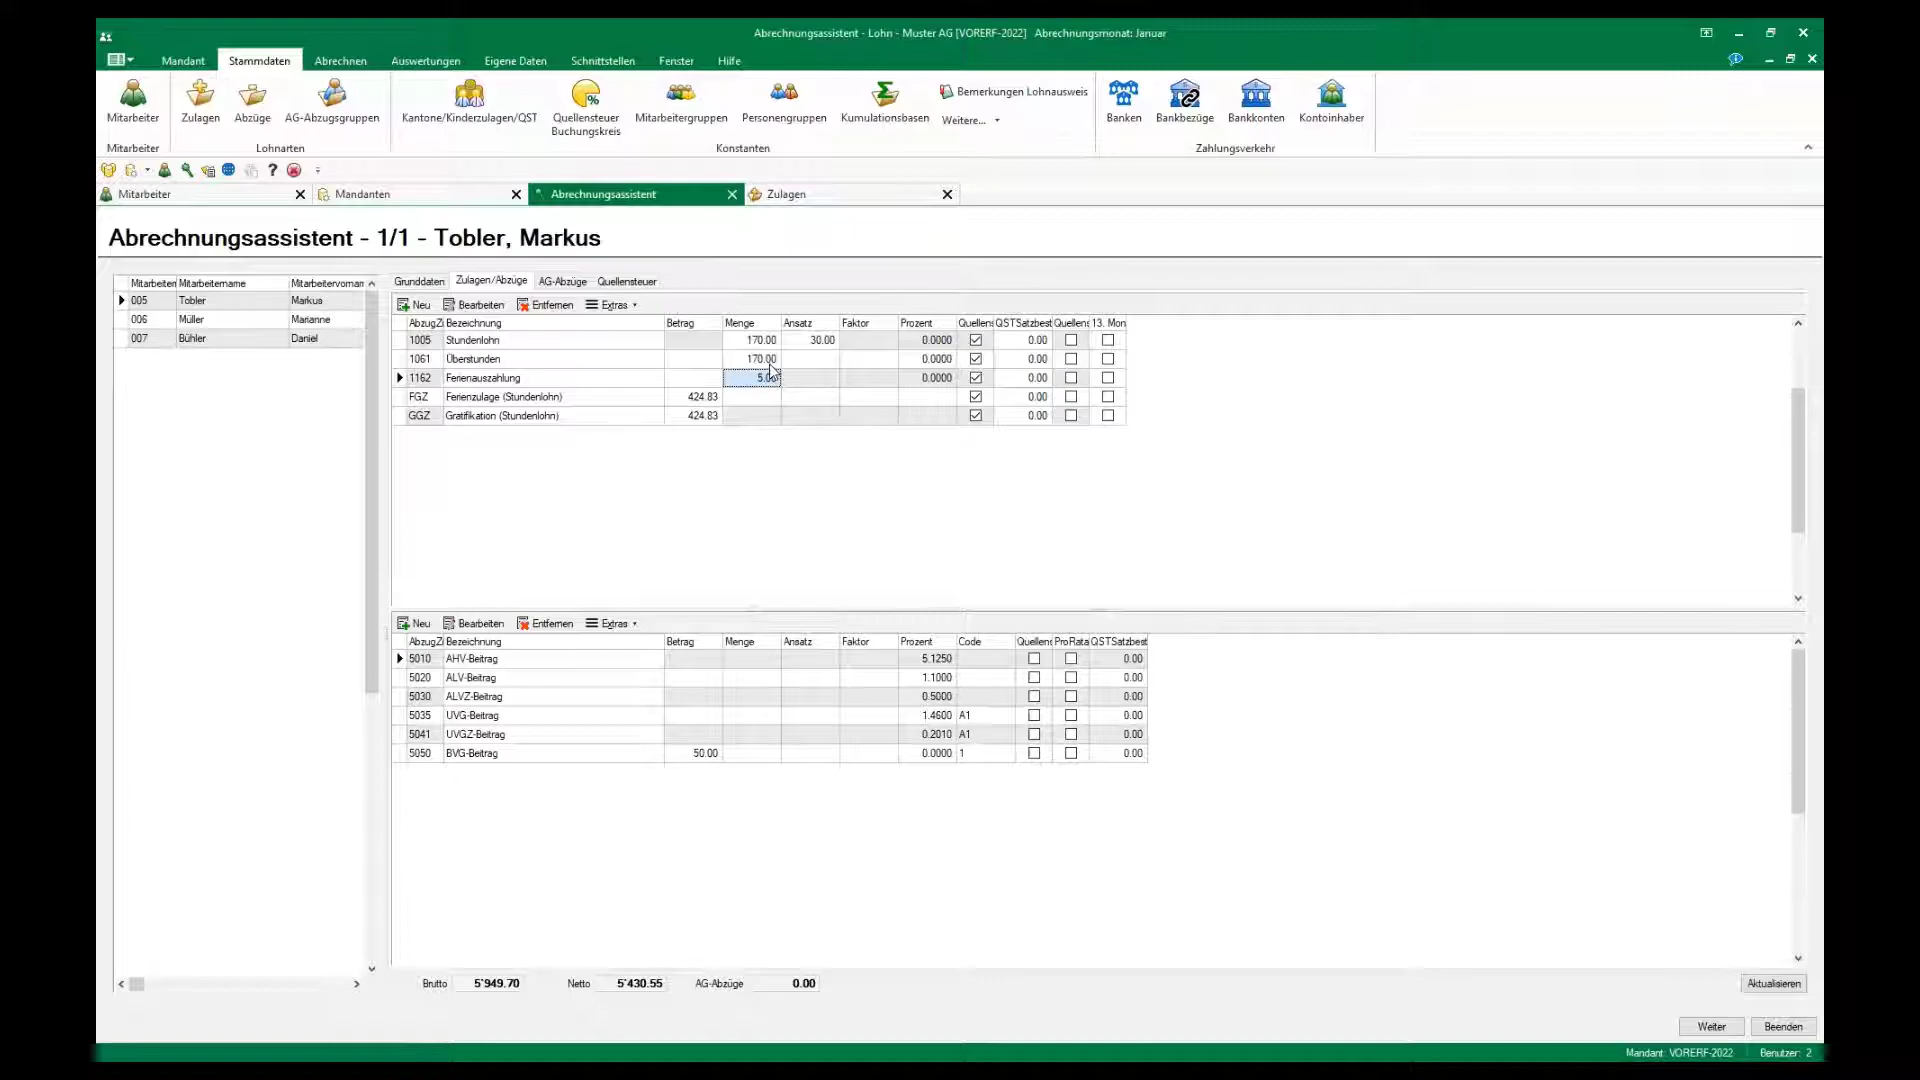 Abrechnungsassistent - Lohn - Muster AG [VORERF-2022] Abrechnungsmonat: Januar
Mandant Stammdaten Abrechnen Auswertungen Eigene Daten Schnittstellen Fenster Hilfe
Mitarbeiter Zulagen Abzüge AG-Abzugsgruppen Kantone/Kinderzulagen/QST Quellensteuer Buchungskreis Mitarbeitergruppen Personengruppen Kumulationsbasen Bemerkungen Lohnausweis Weitere... Banken Bankbezüge Bankkonten Kontoinhaber
Mitarbeiter Lohnarten Konstanten Zahlungsverkehr
Mitarbeiter Mandanten Abrechnungsassistent Zulagen
Abrechnungsassistent - 1/1 - Tobler, Markus
Mitarbeiten Mitarbeitername Mitarbeitervornam
005 Tobler Markus
006 Müller Marianne
007 Bühler Daniel
Grunddaten Zulagen/Abzüge AG-Abzüge Quellensteuer
Neu Bearbeiten Entfernen Extras
AbzugZ Bezeichnung Betrag Menge Ansatz Faktor Prozent Quellens QSTSatzbest Quellens 13. Mon
1005 Stundenlohn 170.00 30.00 0.0000 0.00
1061 Überstunden 170.00 0.0000 0.00
1162 Ferienauszahlung 5.00 0.0000 0.00
FGZ Ferienzulage (Stundenlohn) 424.83 0.00
GGZ Gratifikation (Stundenlohn) 424.83 0.00
Neu Bearbeiten Entfernen Extras
AbzugZ Bezeichnung Betrag Menge Ansatz Faktor Prozent Code Quellens ProRata QSTSatzbest
5010 AHV-Beitrag 5.1250 0.00
5020 ALV-Beitrag 1.1000 0.00
5030 ALVZ-Beitrag 0.5000 0.00
5035 UVG-Beitrag 1.4600 A1 0.00
5041 UVGZ-Beitrag 0.2010 A1 0.00
5050 BVG-Beitrag 50.00 0.0000 1 0.00
Brutto 5'949.70 Netto 5'430.55 AG-Abzüge 0.00 Aktualisieren
Weiter Beenden
Mandant: VORERF-2022 Benutzer: 2